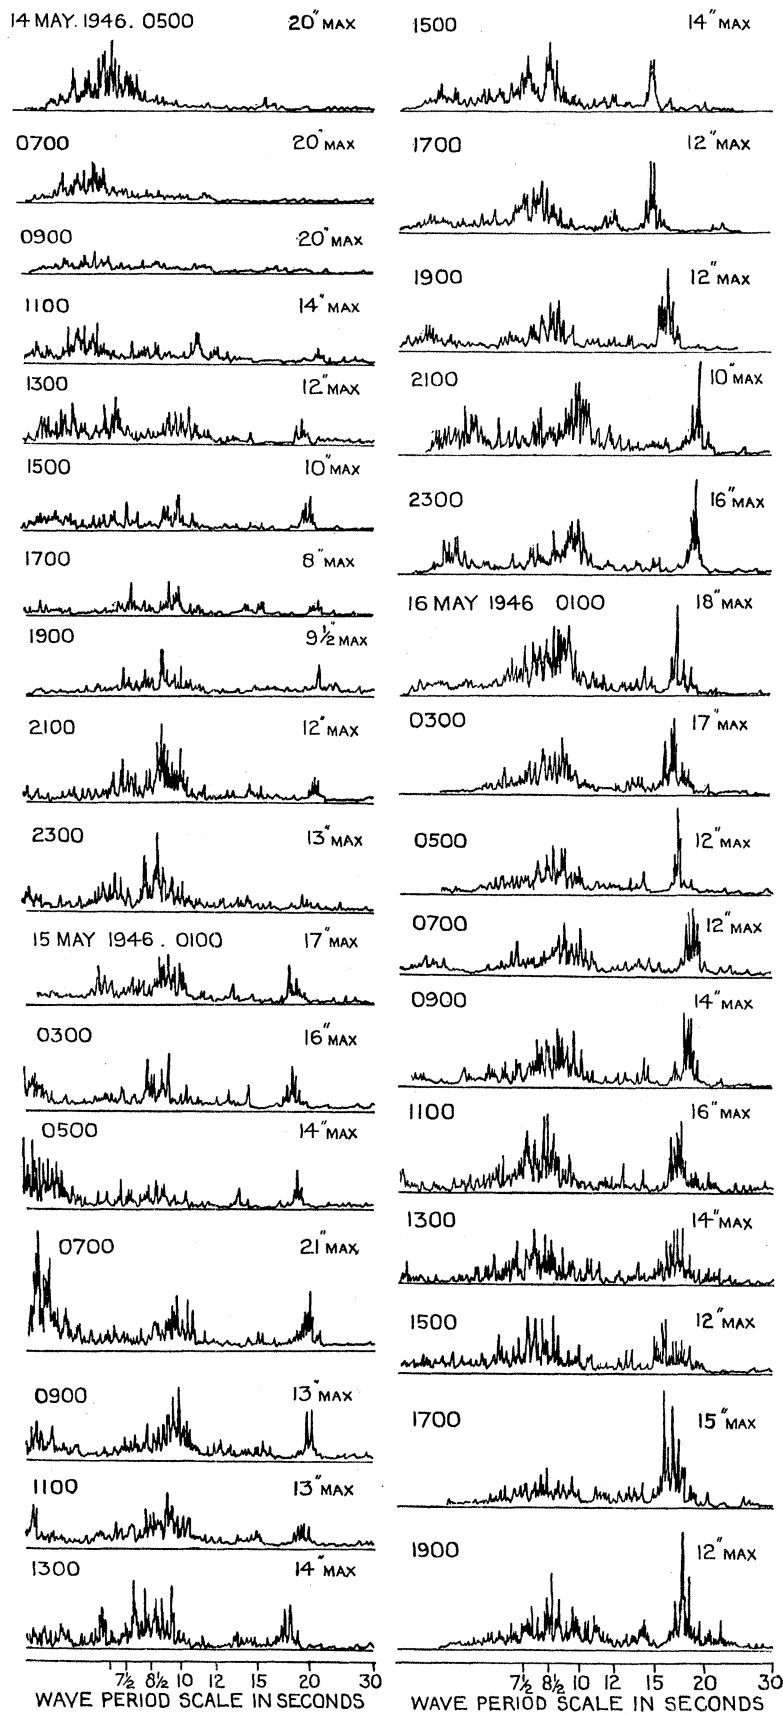 14 MAY. 1946. 0500 20" MAX
0700 20" MAX
0900 20" MAX
1100 14" MAX
1300 12" MAX
1500 10" MAX
1700 8" MAX
1900 9½" MAX
2100 12" MAX
2300 13" MAX
15 MAY 1946. 0100 17" MAX
0300 16" MAX
0500 14" MAX
0700 21" MAX
0900 13" MAX
1100 13" MAX
1300 14" MAX
7½ 8½ 10 12 15 20 30
WAVE PERIOD SCALE IN SECONDS
1500 14" MAX
1700 12" MAX
1900 12" MAX
2100 10" MAX
2300 16" MAX
16 MAY 1946 0100 18" MAX
0300 17" MAX
0500 12" MAX
0700 12" MAX
0900 14" MAX
1100 16" MAX
1300 14" MAX
1500 12" MAX
1700 15" MAX
1900 12" MAX
7½ 8½ 10 12 15 20 30
WAVE PERIOD SCALE IN SECONDS